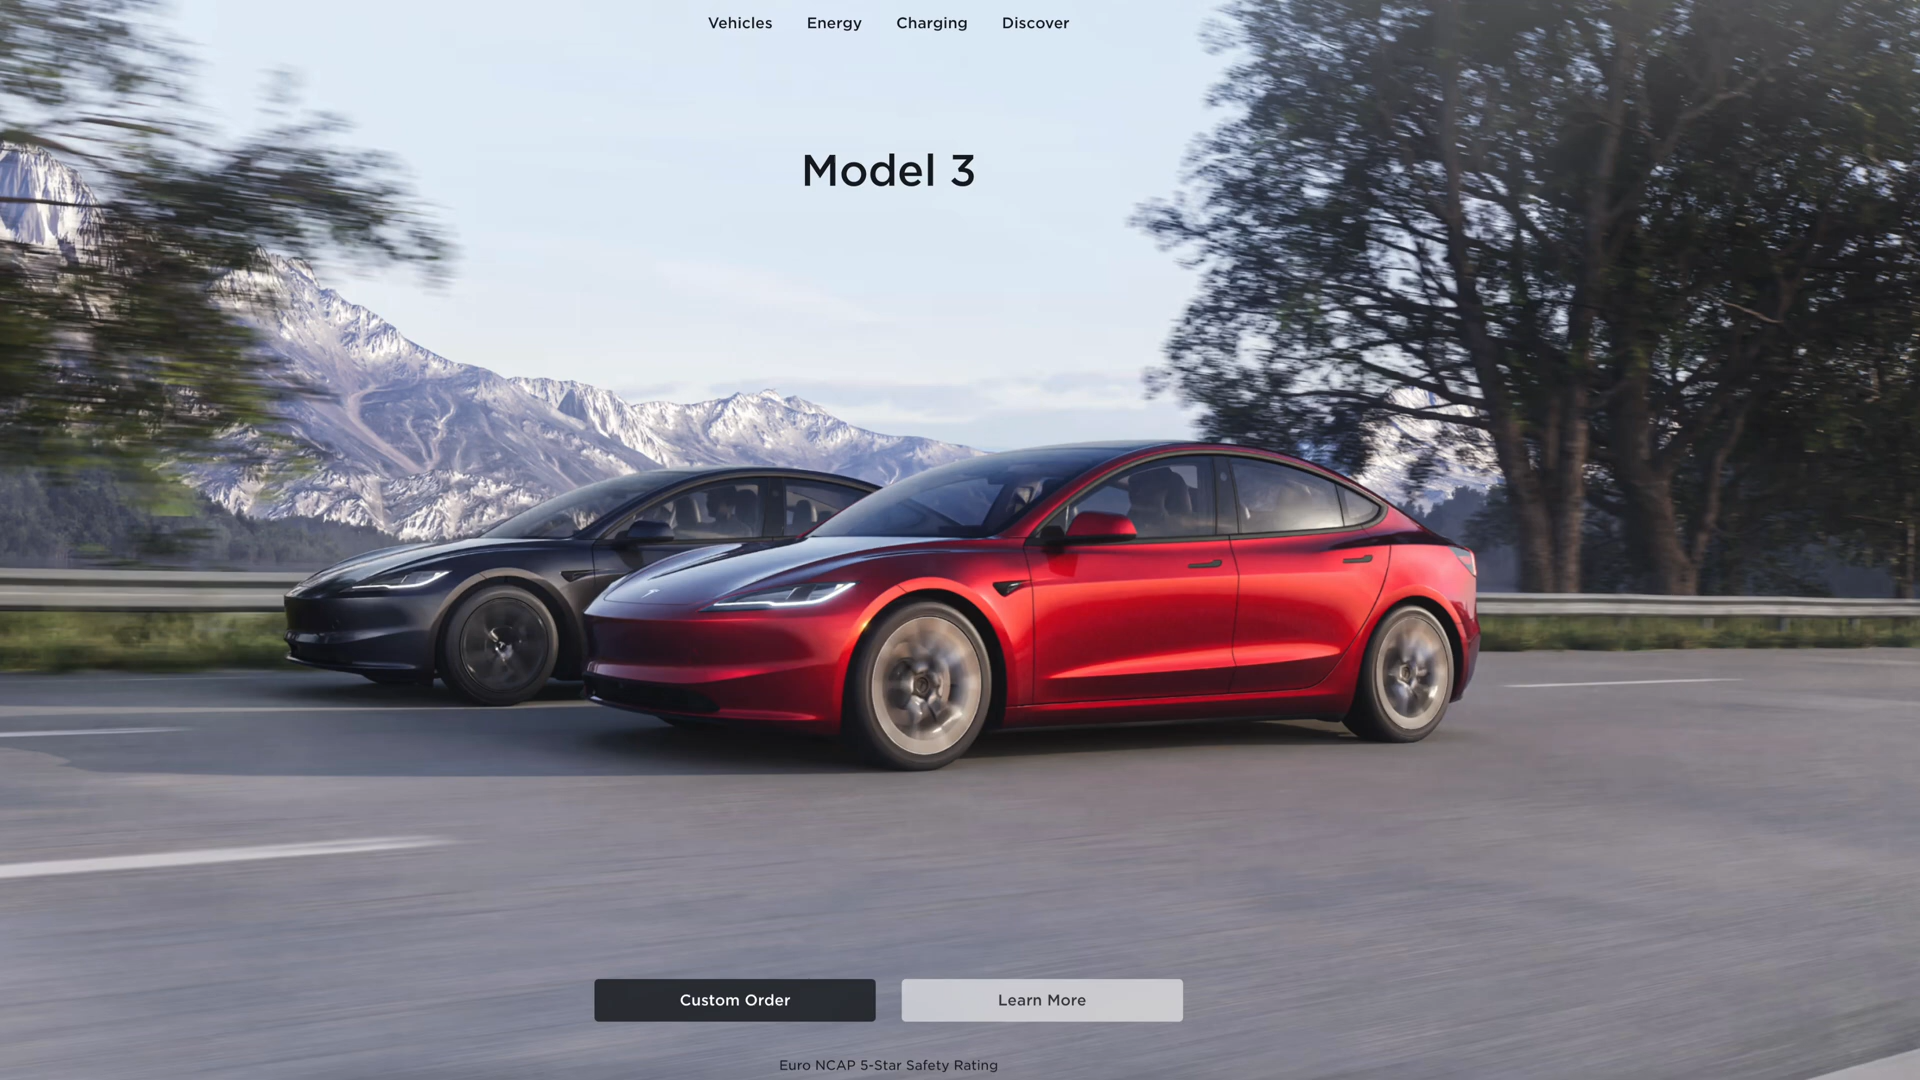 Vehicles Energy Charging Discover
Model 3
Custom Order Learn More
Euro NCAP 5-Star Safety Rating